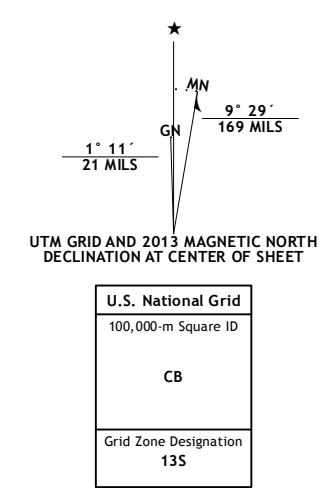 ★
MN
9° 29´
169 MILS
GN
1° 11´
21 MILS
UTM GRID AND 2013 MAGNETIC NORTH
DECLINATION AT CENTER OF SHEET
U.S. National Grid
100,000-m Square ID
CB
Grid Zone Designation
13S